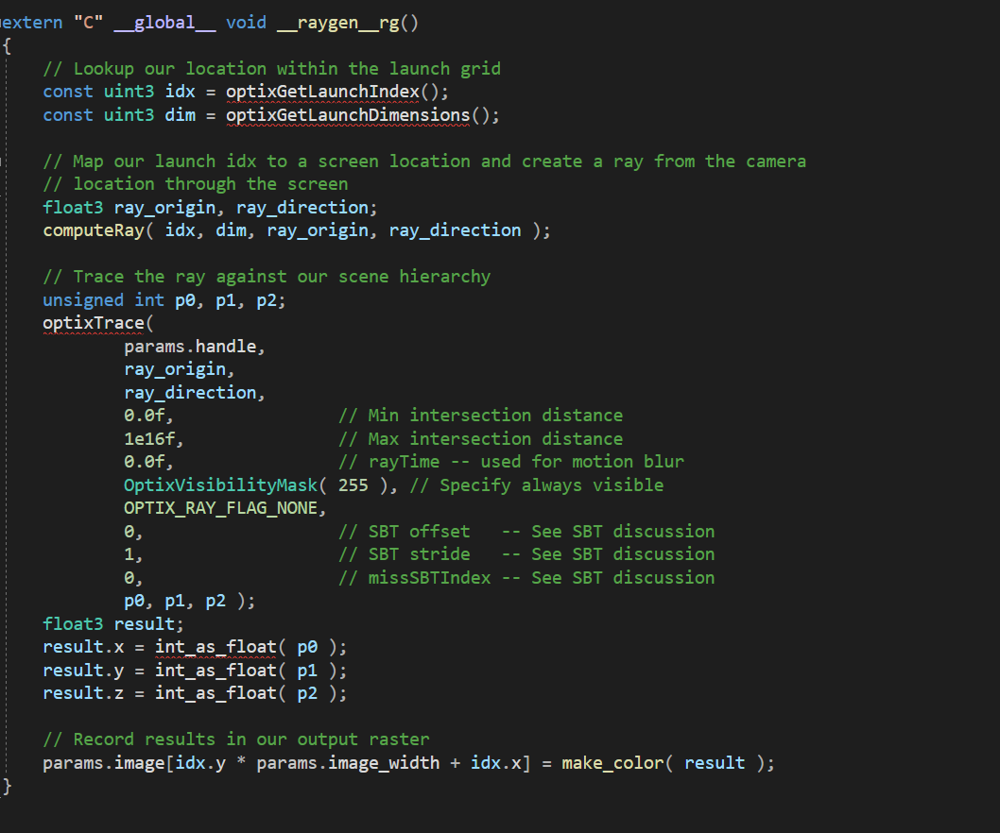 extern "C" __global__ void __raygen__rg()
{
    // Lookup our location within the launch grid
    const uint3 idx = optixGetLaunchIndex();
    const uint3 dim = optixGetLaunchDimensions();

    // Map our launch idx to a screen location and create a ray from the camera
    // location through the screen
    float3 ray_origin, ray_direction;
    computeRay( idx, dim, ray_origin, ray_direction );

    // Trace the ray against our scene hierarchy
    unsigned int p0, p1, p2;
    optixTrace(
            params.handle,
            ray_origin,
            ray_direction,
            0.0f,                // Min intersection distance
            1e16f,               // Max intersection distance
            0.0f,                // rayTime -- used for motion blur
            OptixVisibilityMask( 255 ), // Specify always visible
            OPTIX_RAY_FLAG_NONE,
            0,                   // SBT offset   -- See SBT discussion
            1,                   // SBT stride   -- See SBT discussion
            0,                   // missSBTIndex -- See SBT discussion
            p0, p1, p2 );
    float3 result;
    result.x = int_as_float( p0 );
    result.y = int_as_float( p1 );
    result.z = int_as_float( p2 );

    // Record results in our output raster
    params.image[idx.y * params.image_width + idx.x] = make_color( result );
}